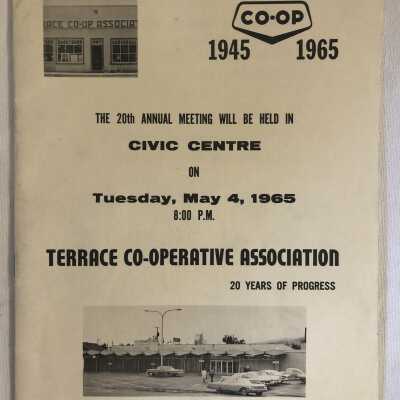 RACE CO-OP ASSOCIAT
CO-OP
1945 1965
THE 20th ANNUAL MEETING WILL BE HELD IN
CIVIC CENTRE
ON
Tuesday, May 4, 1965
8:00 P.M.
TERRACE CO-OPERATIVE ASSOCIATION
20 YEARS OF PROGRESS